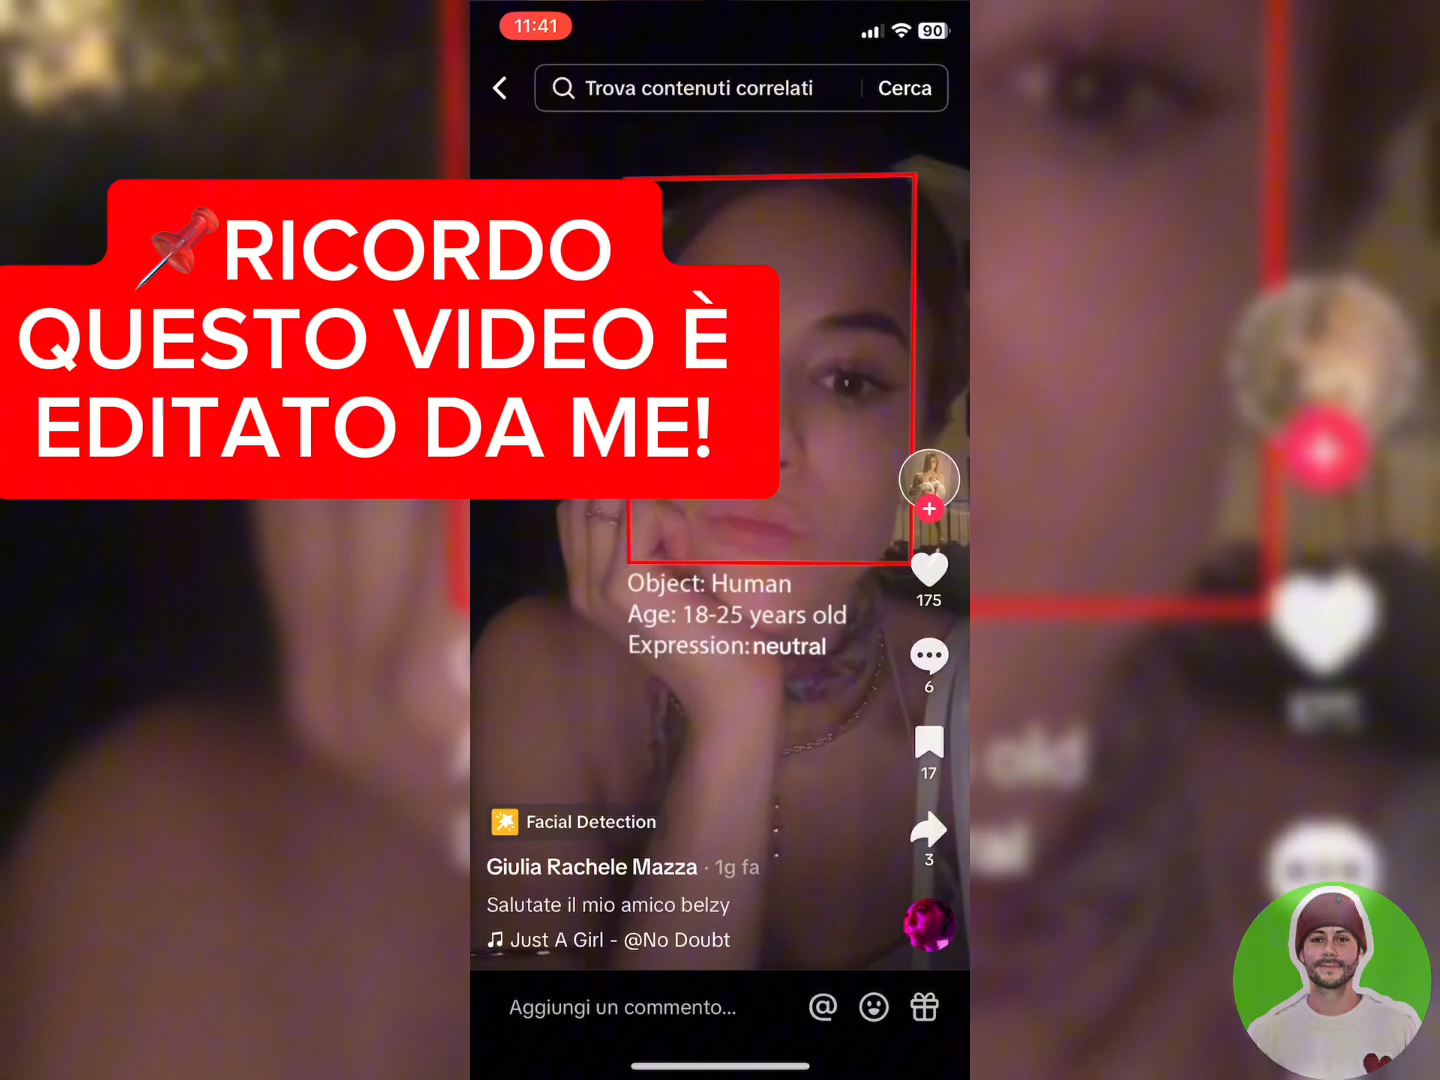 11:41
90
Trova contenuti correlati
Cerca
📌RICORDO
QUESTO VIDEO È
EDITATO DA ME!
Object: Human
Age: 18-25 years old
Expression: neutral
175
6
17
3
Facial Detection
Giulia Rachele Mazza · 1g fa
Salutate il mio amico belzy
Just A Girl - @No Doubt
Aggiungi un commento...
old